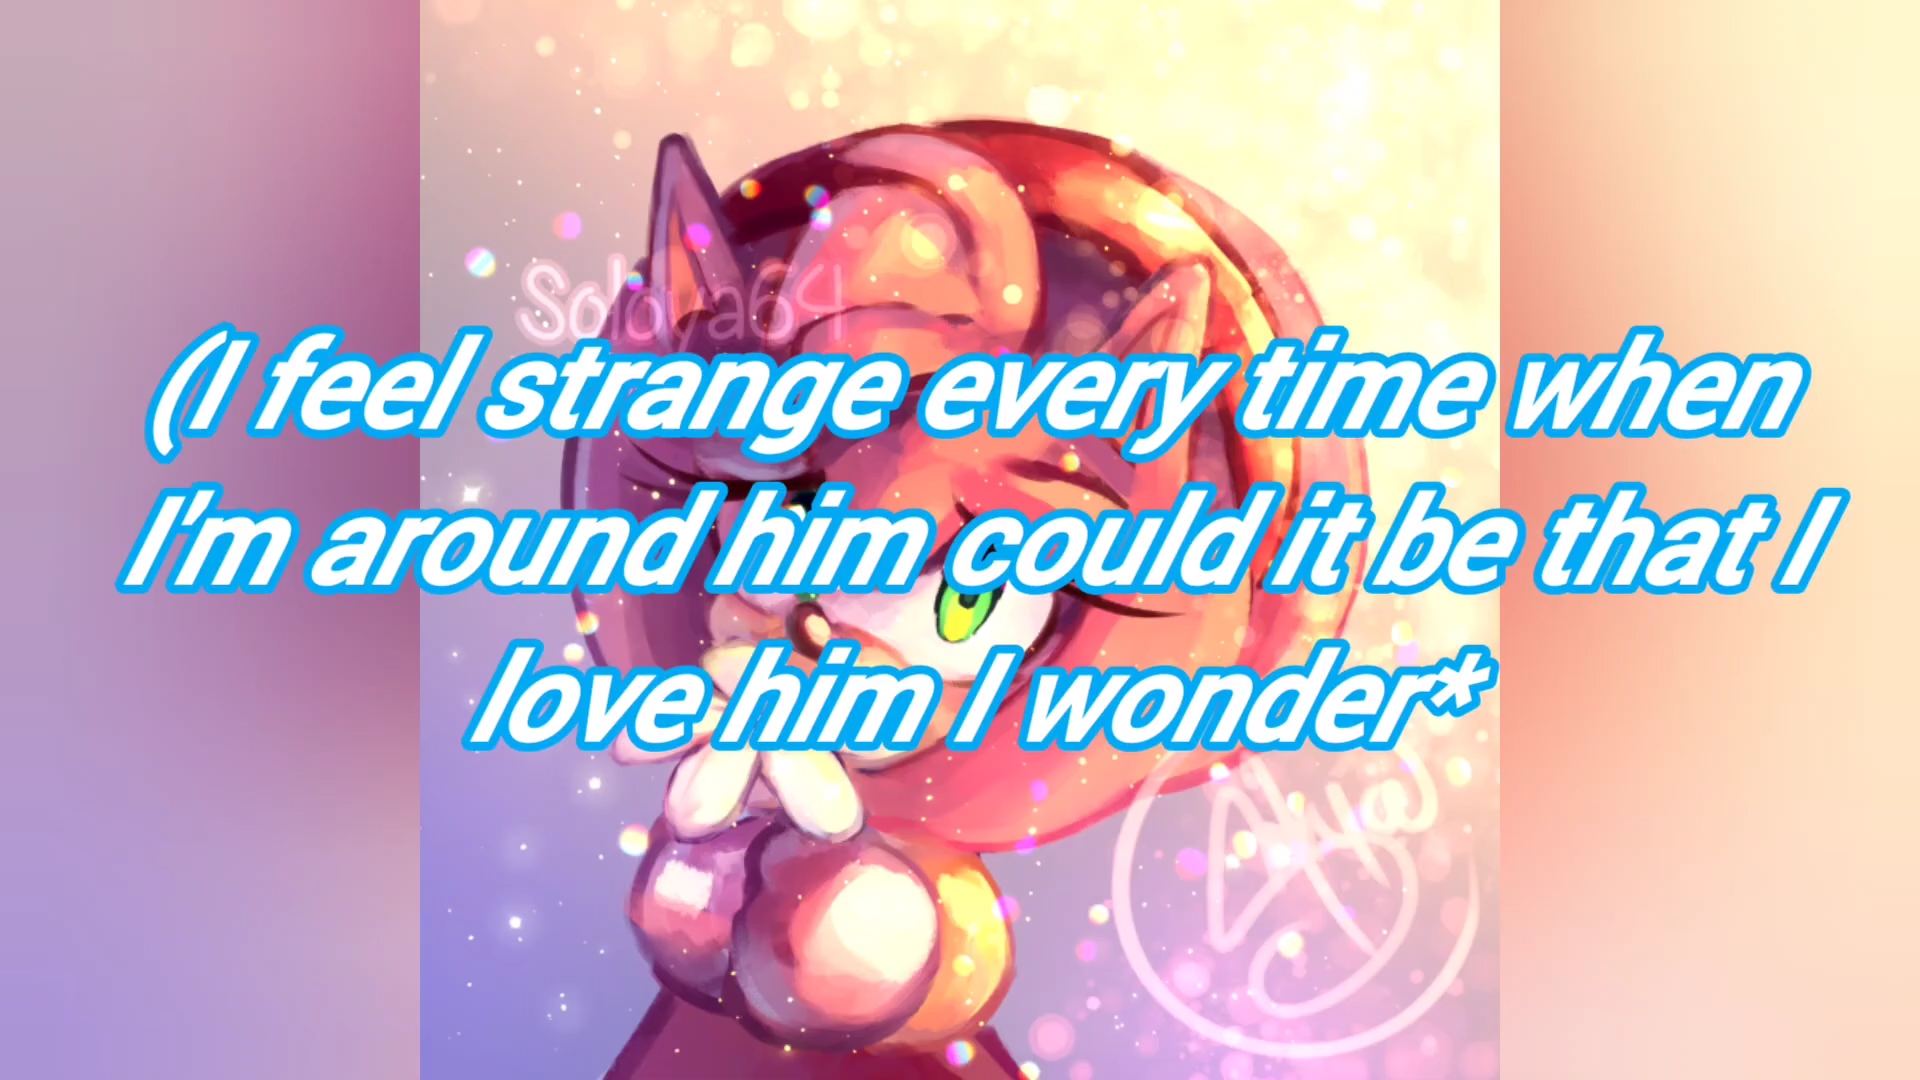 Soloya64
(I feel strange every time when
I'm around him could it be that I
love him I wonder*